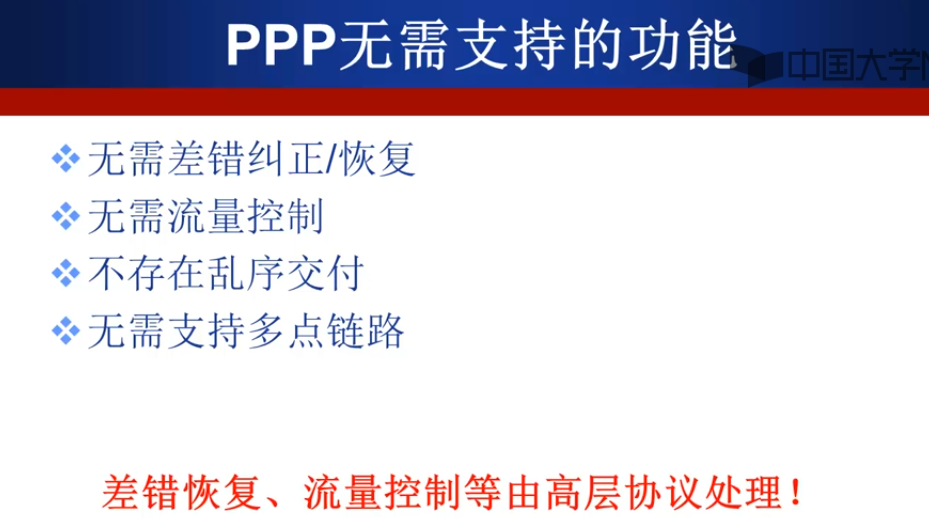 PPP无需支持的功能
中国大学
无需差错纠正/恢复
无需流量控制
不存在乱序交付
无需支持多点链路
差错恢复、流量控制等由高层协议处理！